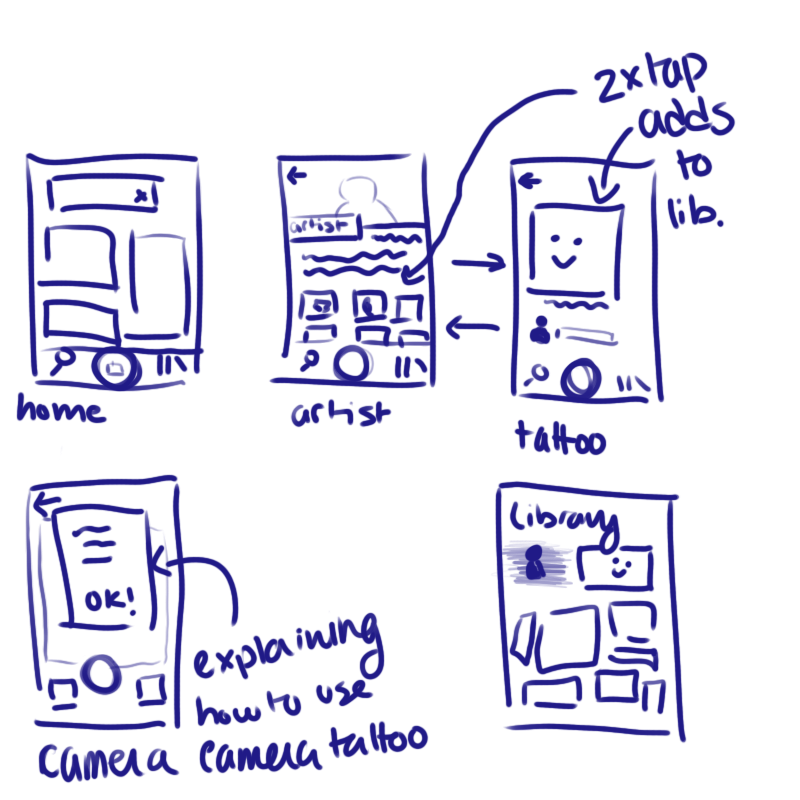 2x tap
adds
to
lib.
artist
home
artist
tattoo
OK!
explaining
how to use
camera tattoo
camera
Library